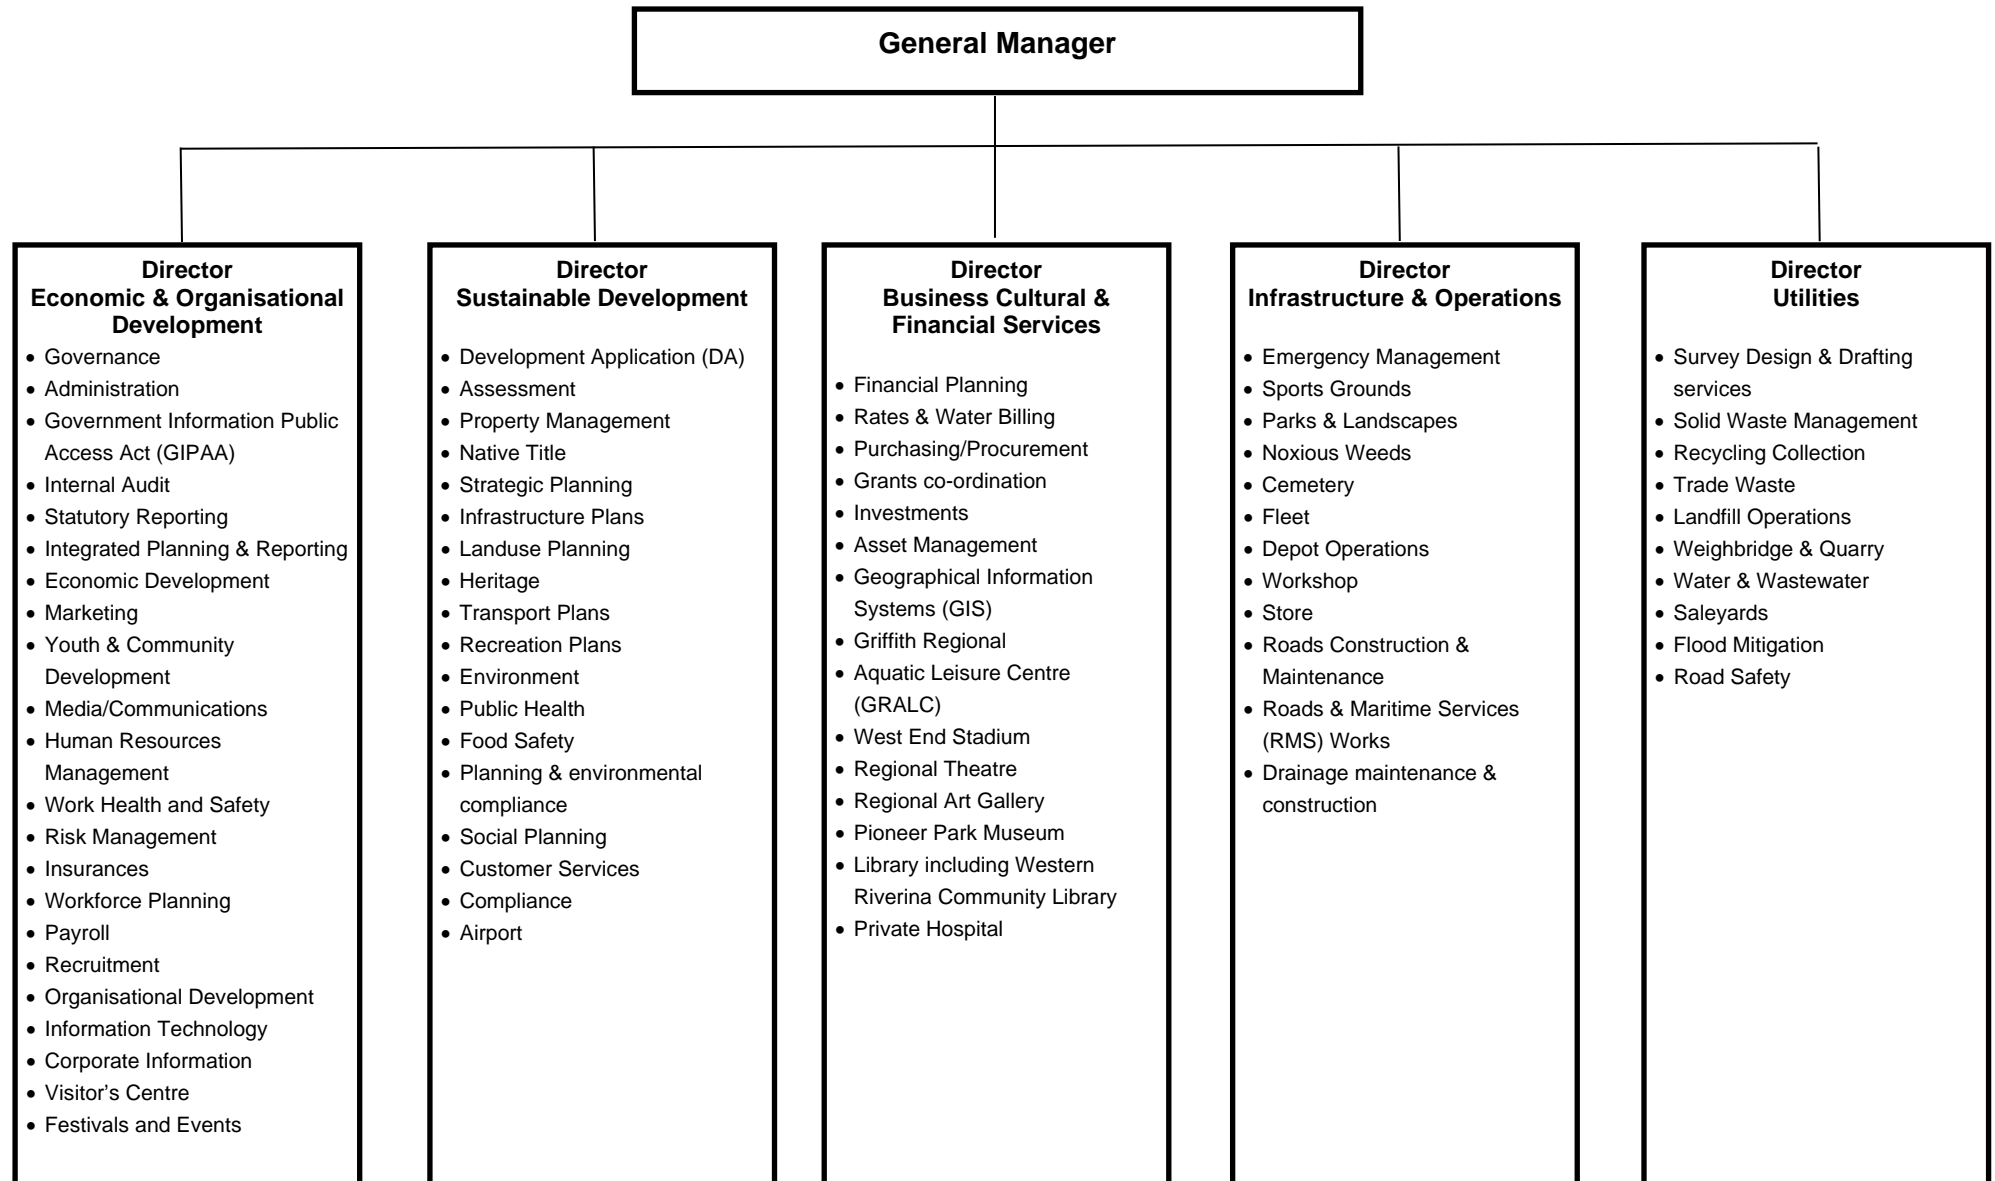 General Manager
Director
Economic & Organisational
Development
• Governance
• Administration
• Government Information Public
Access Act (GIPAA)
• Internal Audit
• Statutory Reporting
• Integrated Planning & Reporting
• Economic Development
• Marketing
• Youth & Community
Development
• Media/Communications
• Human Resources
Management
• Work Health and Safety
• Risk Management
• Insurances
• Workforce Planning
• Payroll
• Recruitment
• Organisational Development
• Information Technology
• Corporate Information
• Visitor’s Centre
• Festivals and Events
Director
Sustainable Development
• Development Application (DA)
• Assessment
• Property Management
• Native Title
• Strategic Planning
• Infrastructure Plans
• Landuse Planning
• Heritage
• Transport Plans
• Recreation Plans
• Environment
• Public Health
• Food Safety
• Planning & environmental
compliance
• Social Planning
• Customer Services
• Compliance
• Airport
Director
Business Cultural &
Financial Services
• Financial Planning
• Rates & Water Billing
• Purchasing/Procurement
• Grants co-ordination
• Investments
• Asset Management
• Geographical Information
Systems (GIS)
• Griffith Regional
• Aquatic Leisure Centre
(GRALC)
• West End Stadium
• Regional Theatre
• Regional Art Gallery
• Pioneer Park Museum
• Library including Western
Riverina Community Library
• Private Hospital
Director
Infrastructure & Operations
• Emergency Management
• Sports Grounds
• Parks & Landscapes
• Noxious Weeds
• Cemetery
• Fleet
• Depot Operations
• Workshop
• Store
• Roads Construction &
Maintenance
• Roads & Maritime Services
(RMS) Works
• Drainage maintenance &
construction
Director
Utilities
• Survey Design & Drafting
services
• Solid Waste Management
• Recycling Collection
• Trade Waste
• Landfill Operations
• Weighbridge & Quarry
• Water & Wastewater
• Saleyards
• Flood Mitigation
• Road Safety